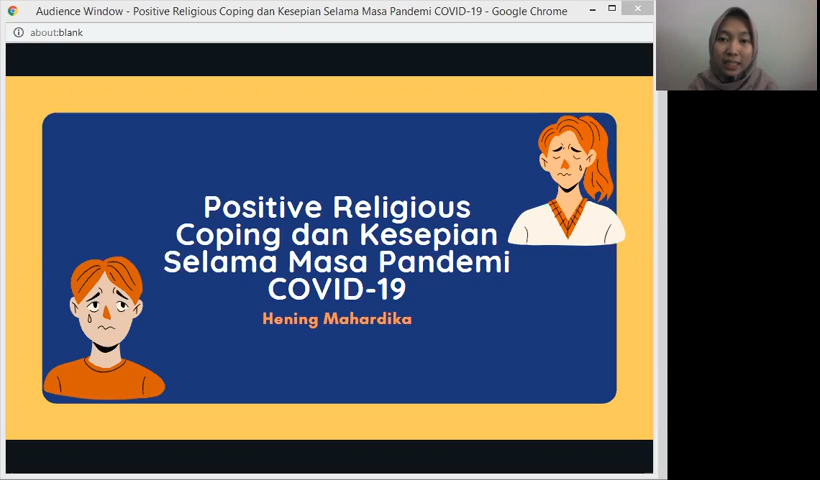 Audience Window - Positive Religious Coping dan Kesepian Selama Masa Pandemi COVID-19 - Google Chrome
about:blank
Positive Religious
Coping dan Kesepian
Selama Masa Pandemi
COVID-19
Hening Mahardika